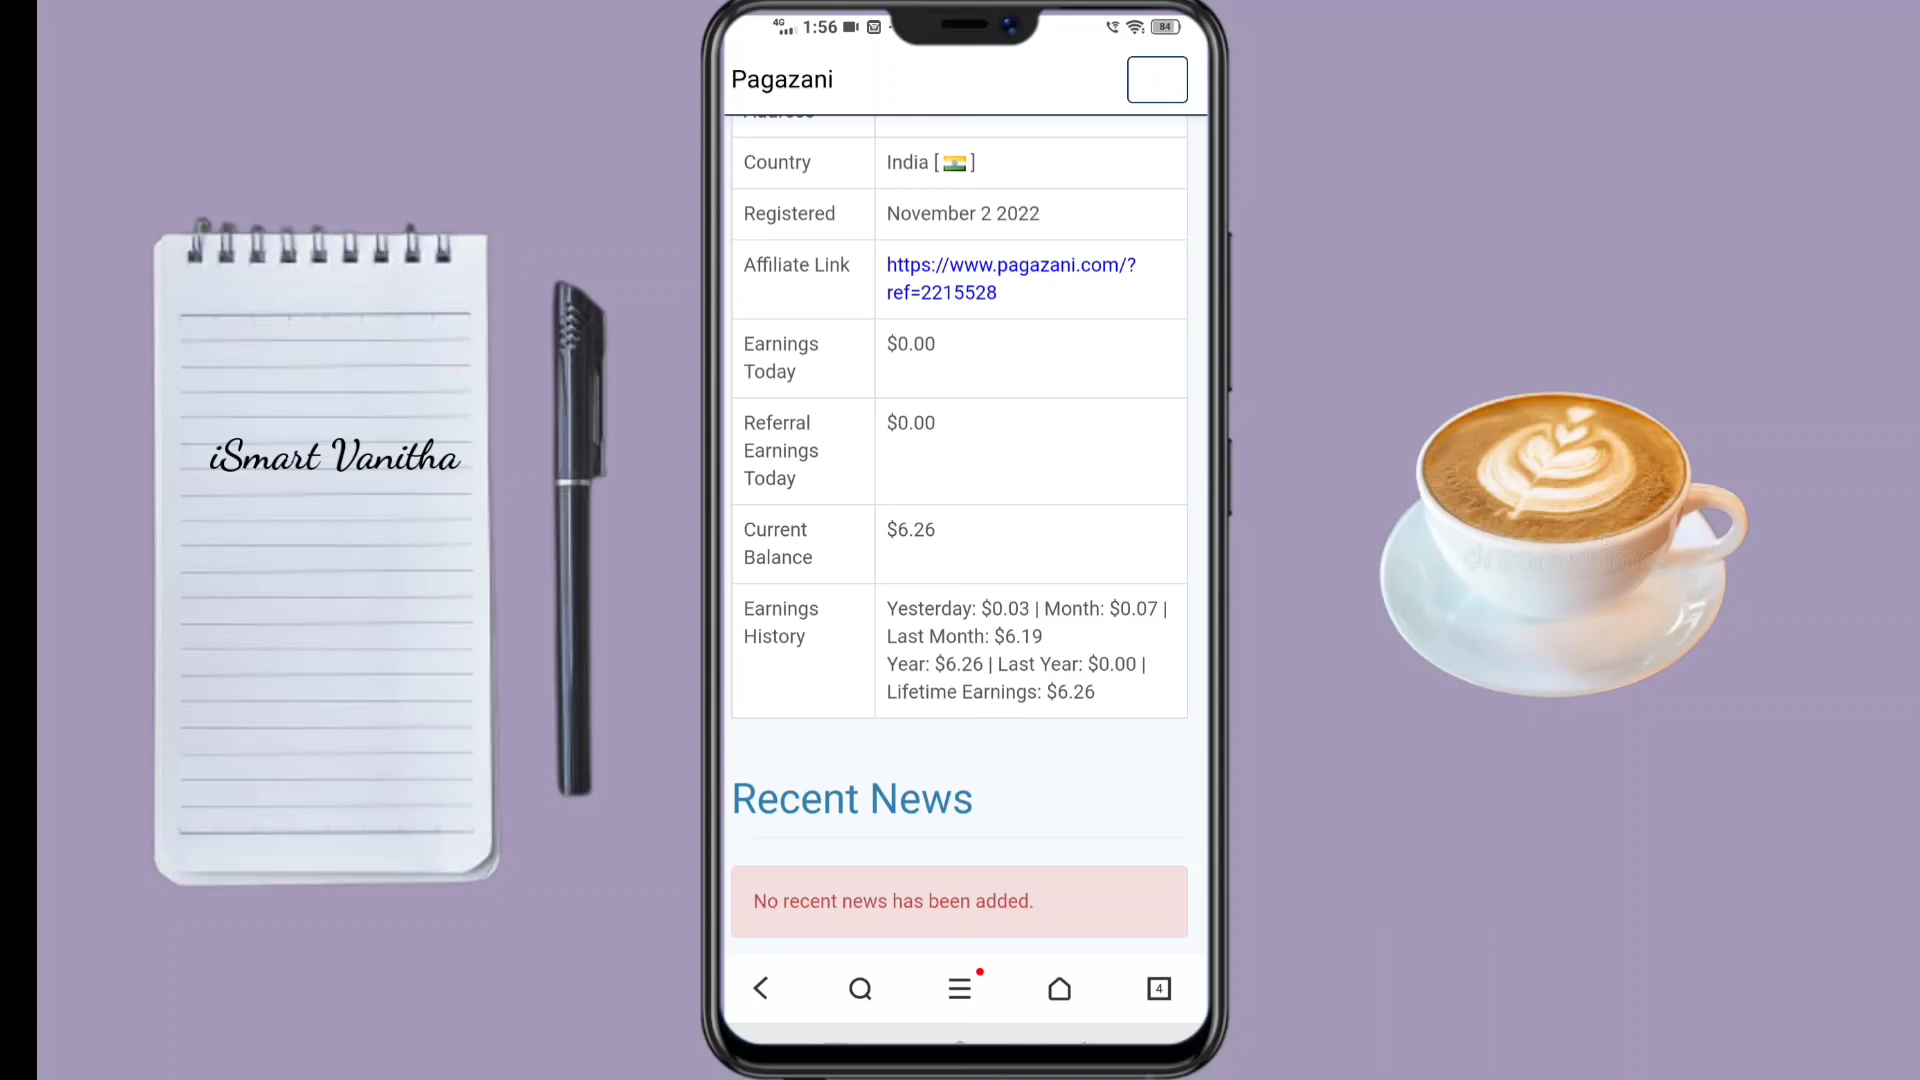 4G 1:56 84
Pagazani
Address
Country India [ ]
Registered November 2 2022
Affiliate Link https://www.pagazani.com/?
ref=2215528
Earnings $0.00
Today
Referral $0.00
Earnings
Today
Current $6.26
Balance
Earnings Yesterday: $0.03 | Month: $0.07 |
History Last Month: $6.19
Year: $6.26 | Last Year: $0.00 |
Lifetime Earnings: $6.26
Recent News
No recent news has been added.
4
iSmart Vanitha
dreamstime